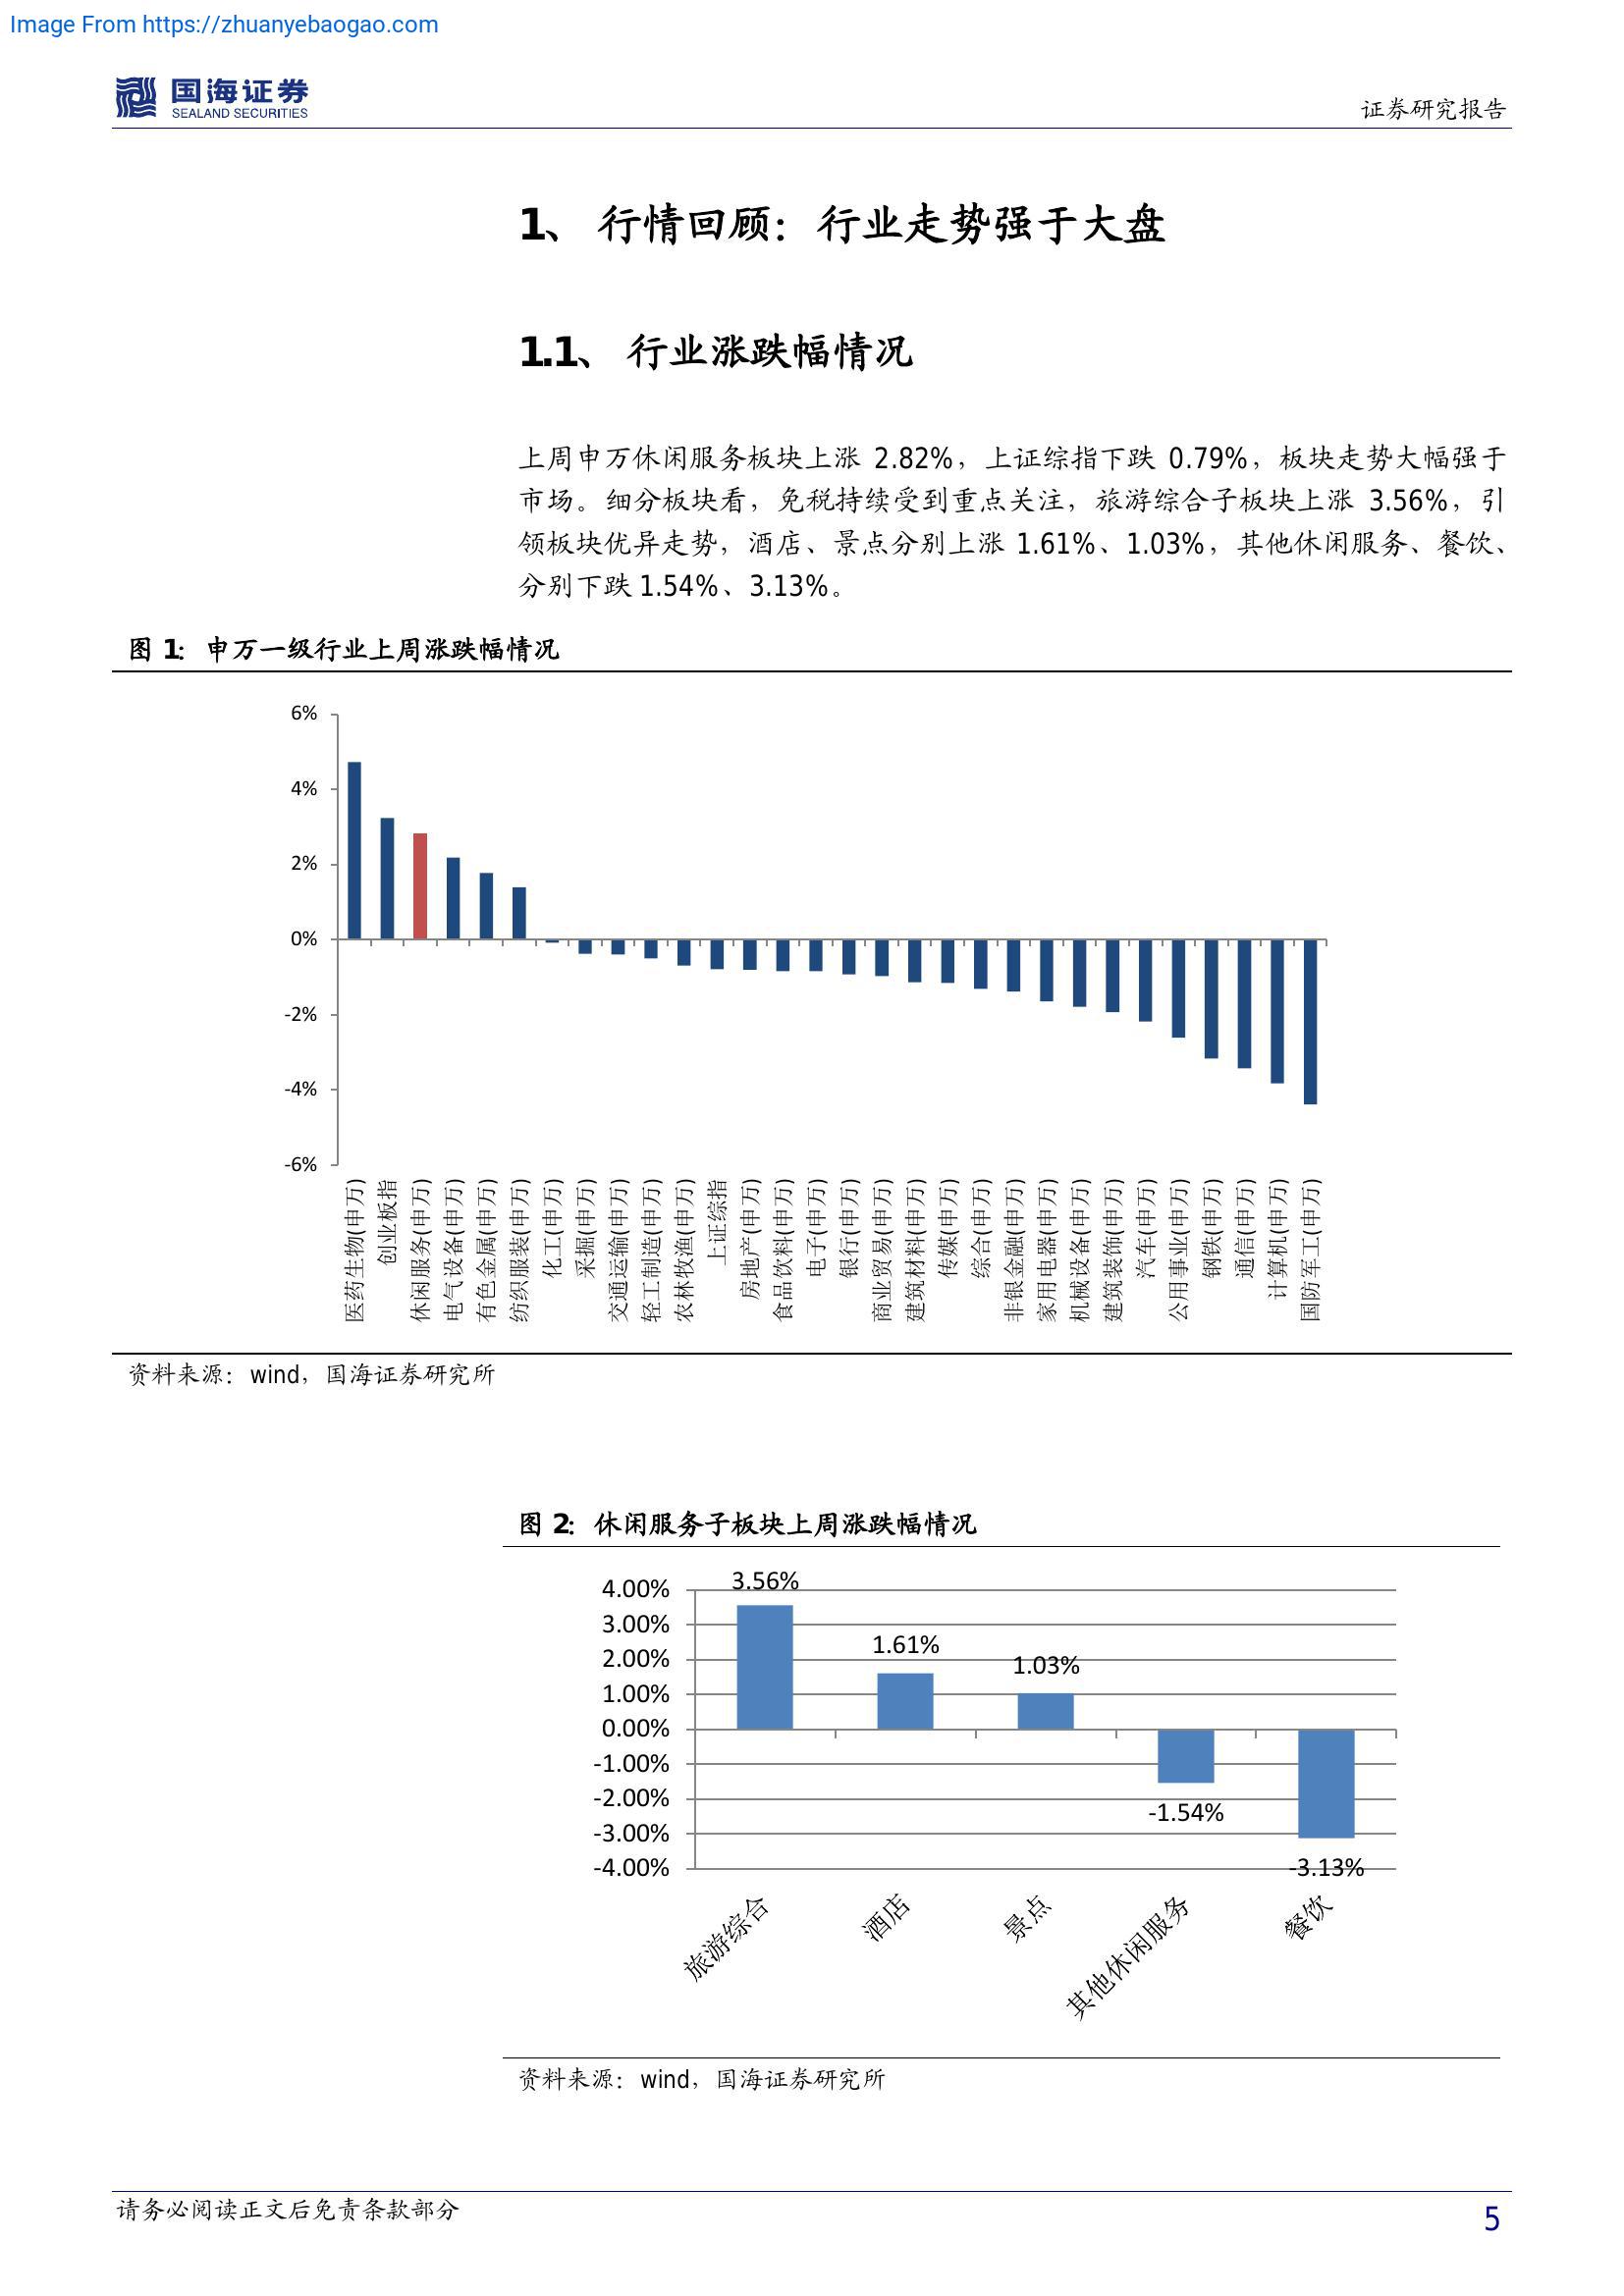 Image From https://zhuanyebaogao.com
国海证券
SEALAND SECURITIES
证券研究报告
1、 行情回顾：行业走势强于大盘
1.1、 行业涨跌幅情况
上周申万休闲服务板块上涨 2.82%，上证综指下跌 0.79%，板块走势大幅强于
市场。细分板块看，免税持续受到重点关注，旅游综合子板块上涨 3.56%，引
领板块优异走势，酒店、景点分别上涨 1.61%、1.03%，其他休闲服务、餐饮、
分别下跌 1.54%、3.13%。
图 1：申万一级行业上周涨跌幅情况
6%
4%
2%
0%
-2%
-4%
-6%
医药生物(申万)
创业板指
休闲服务(申万)
电气设备(申万)
有色金属(申万)
纺织服装(申万)
化工(申万)
采掘(申万)
交通运输(申万)
轻工制造(申万)
农林牧渔(申万)
上证综指
房地产(申万)
食品饮料(申万)
电子(申万)
银行(申万)
商业贸易(申万)
建筑材料(申万)
传媒(申万)
综合(申万)
非银金融(申万)
家用电器(申万)
机械设备(申万)
建筑装饰(申万)
汽车(申万)
公用事业(申万)
钢铁(申万)
通信(申万)
计算机(申万)
国防军工(申万)
资料来源：wind，国海证券研究所
图 2：休闲服务子板块上周涨跌幅情况
4.00%
3.00%
2.00%
1.00%
0.00%
-1.00%
-2.00%
-3.00%
-4.00%
3.56%
1.61%
1.03%
-1.54%
-3.13%
旅游综合
酒店
景点
其他休闲服务
餐饮
资料来源：wind，国海证券研究所
请务必阅读正文后免责条款部分
5